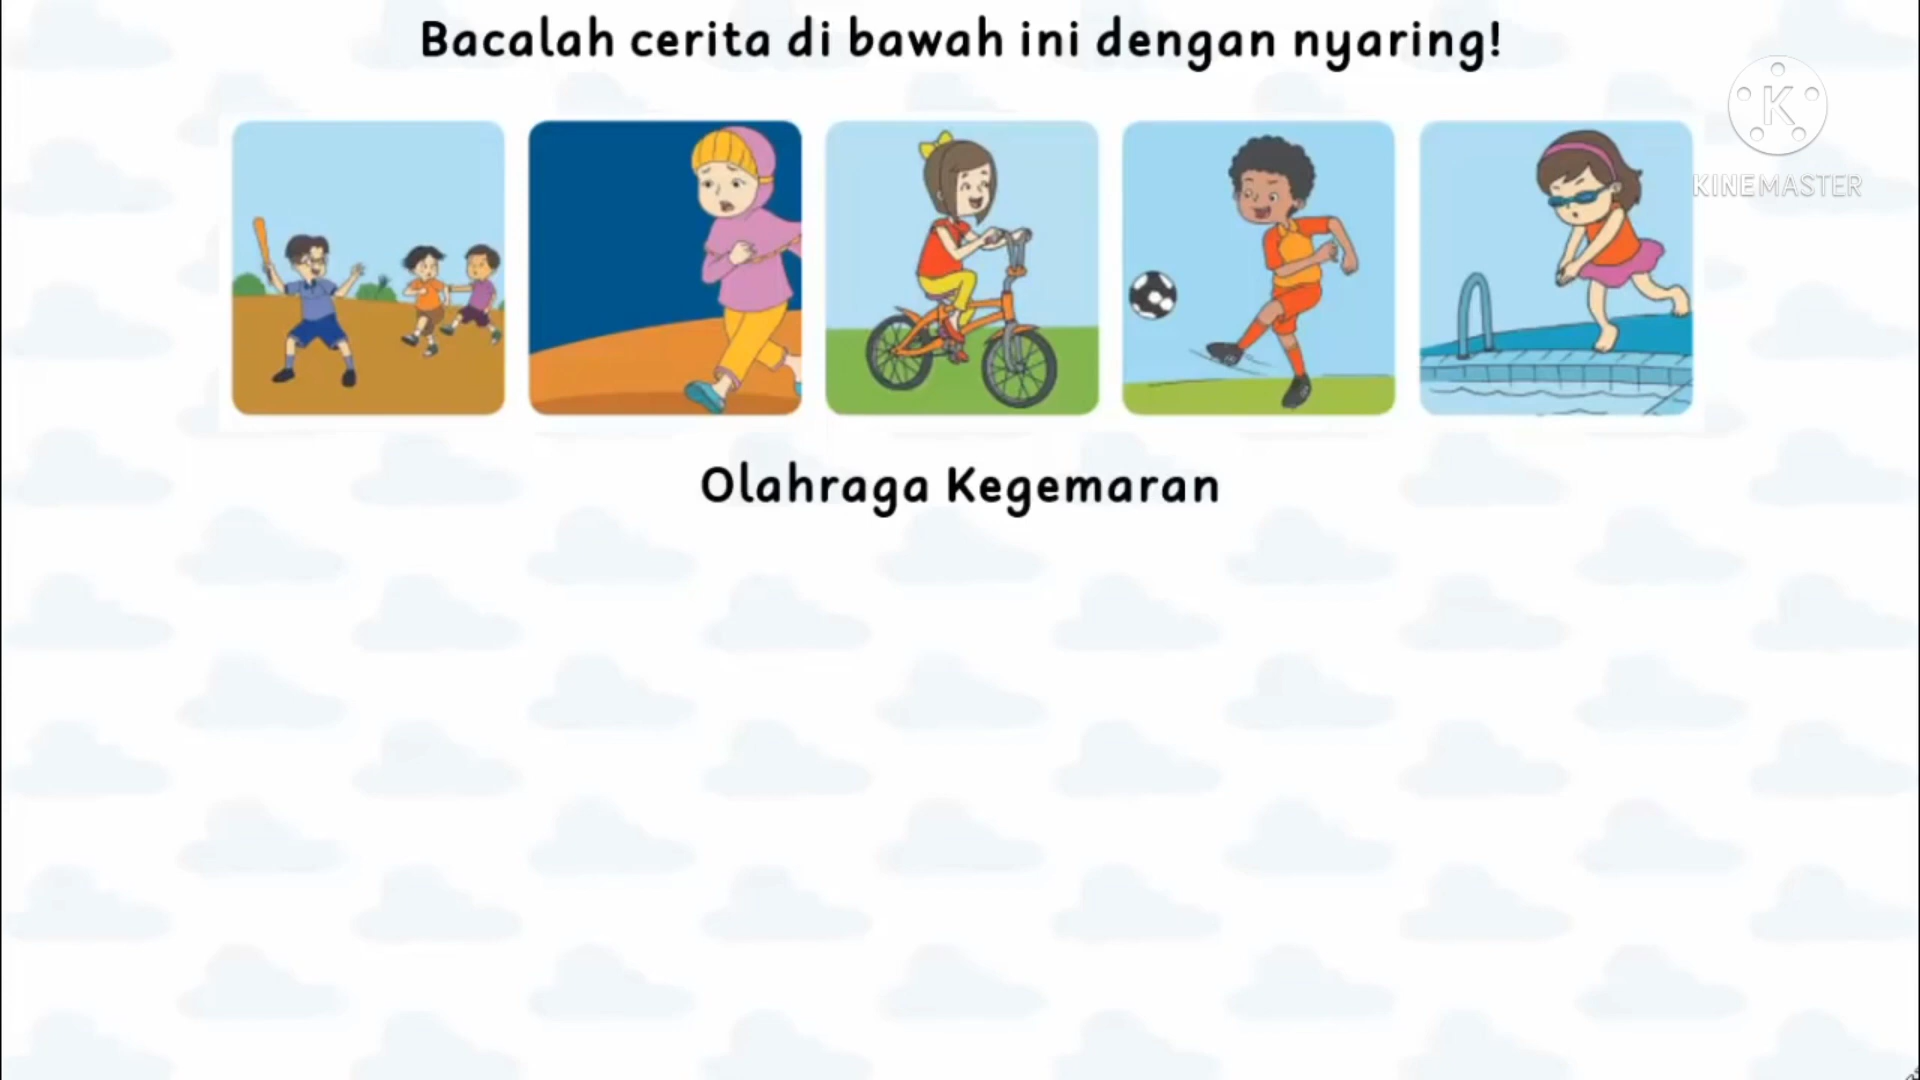 Bacalah cerita di bawah ini dengan nyaring!
K
KINEMASTER
Olahraga Kegemaran